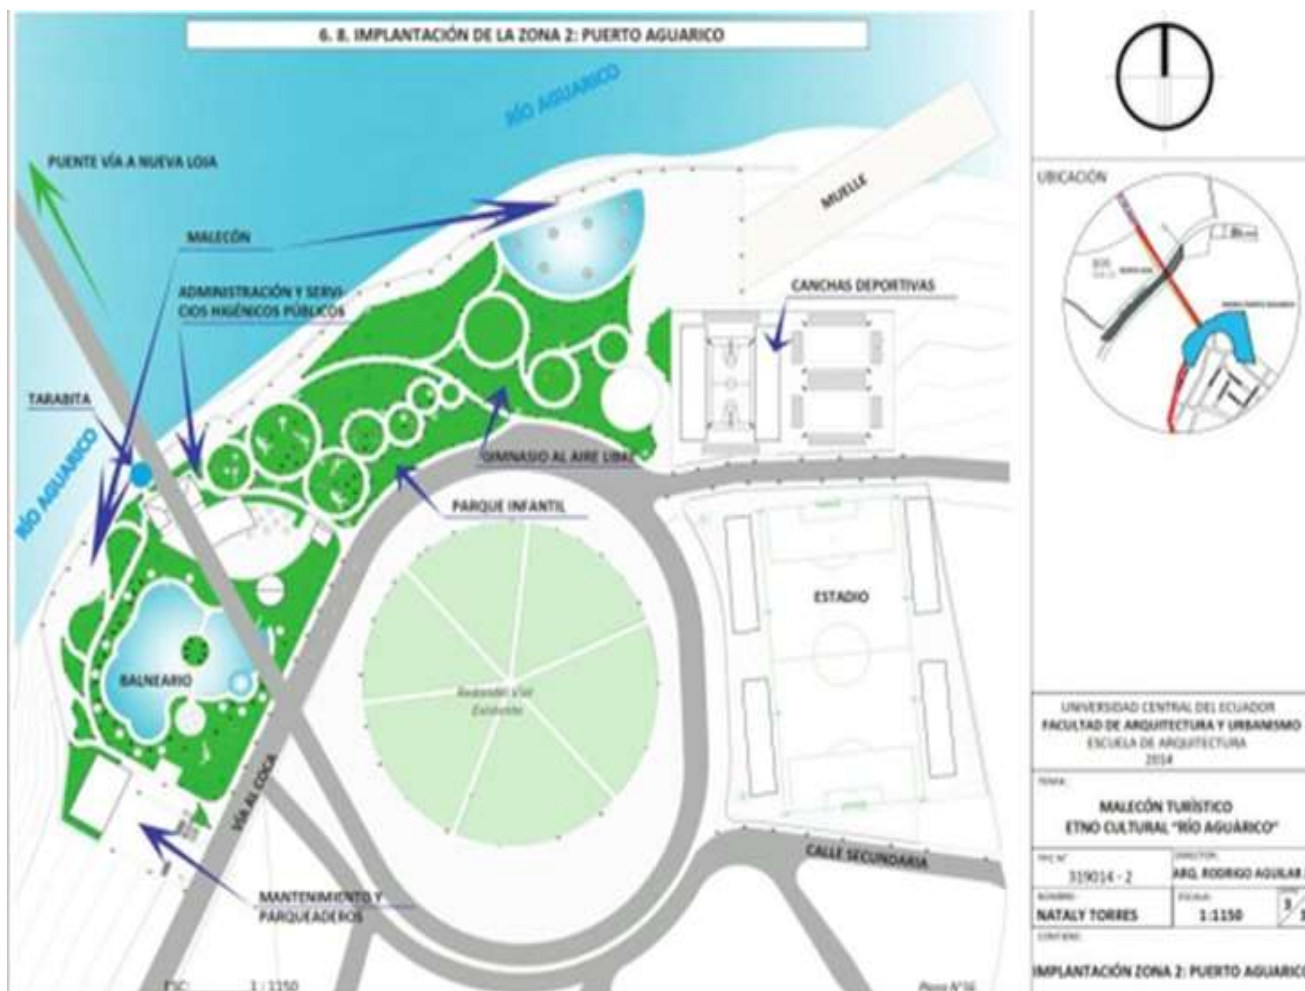 6. 8. IMPLANTACIÓN DE LA ZONA 2: PUERTO AGUARICO
RÍO AGUARICO
PUENTE VÍA A NUEVA LOJA
MUELLE
MALECÓN
ADMINISTRACIÓN Y SERVI-
CIOS HIGÉNICOS PÚBLICOS
CANCHAS DEPORTIVAS
TARABITA
RÍO AGUARICO
GIMNASIO AL AIRE LIBRE
PARQUE INFANTIL
ESTADIO
BALNEARIO
Redondel Vial
Existente
VÍA AL COCA
CALLE SECUNDARIA
MANTENIMIENTO Y
PARQUEADEROS
ESC: 1 : 1150
UBICACIÓN
UNIVERSIDAD CENTRAL DEL ECUADOR
FACULTAD DE ARQUITECTURA Y URBANISMO
ESCUELA DE ARQUITECTURA
2014
TEMA:
MALECÓN TURÍSTICO
ETNO CULTURAL "RÍO AGUÁRICO"
DIRECTOR:
319014 - 2
ARQ. RODRIGO AGUILAR
NOMBRE:
ESCALA:
NATALY TORRES
1:1150
CONTIENE:
IMPLANTACIÓN ZONA 2: PUERTO AGUARICO